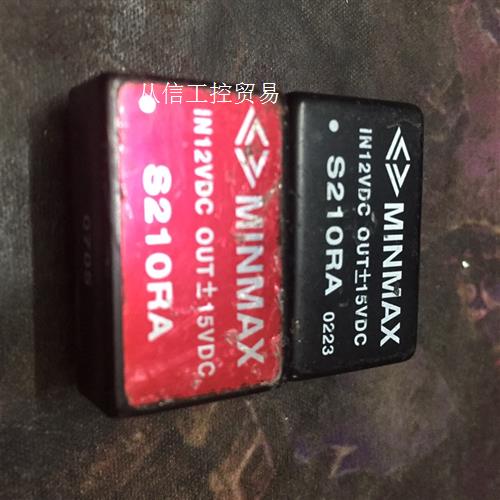 从信工控贸易
MINMAX
IN12VDC OUT±15VDC
S210RA
MINMAX
IN12VDC OUT±15VDC
S210RA 0223